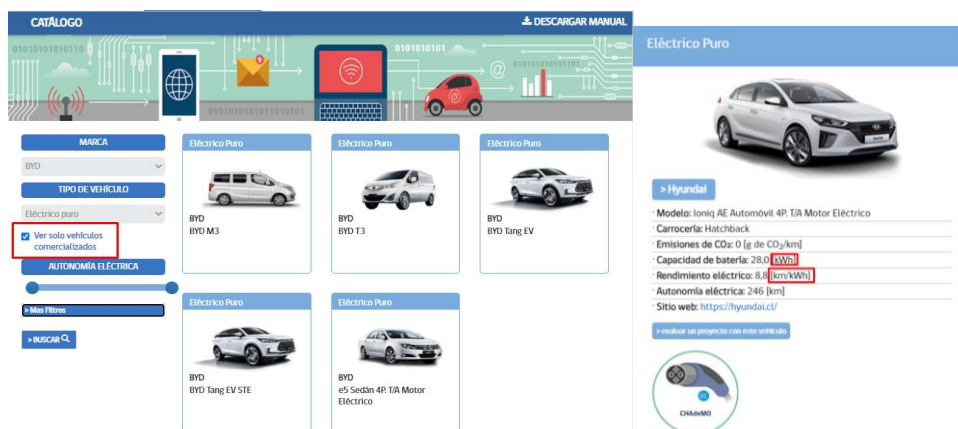 CATÁLOGO
DESCARGAR MANUAL
01010101010110
0101010101
01010101010101
0101010101011010101
MARCA
BYD
TIPO DE VEHÍCULO
Eléctrico puro
Ver solo vehículos
comercializados
AUTONOMÍA ELÉCTRICA
> Mas Filtros
> BUSCAR
Eléctrico Puro
BYD
BYD M3
Eléctrico Puro
BYD
BYD T3
Eléctrico Puro
BYD
BYD Tang EV
Eléctrico Puro
BYD
BYD Tang EV STE
Eléctrico Puro
BYD
e5 Sedán 4P. T/A Motor
Eléctrico
Eléctrico Puro
> Hyundai
· Modelo: Ioniq AE Automóvil 4P. T/A Motor Eléctrico
· Carrocería: Hatchback
· Emisiones de CO₂: 0 [g de CO₂/km]
· Capacidad de batería: 28,0 [kWh]
· Rendimiento eléctrico: 8,8 [km/kWh]
· Autonomía eléctrica: 246 [km]
· Sitio web: https://hyundai.cl/
> evaluar un proyecto con este vehículo
DC
CHAdeMO